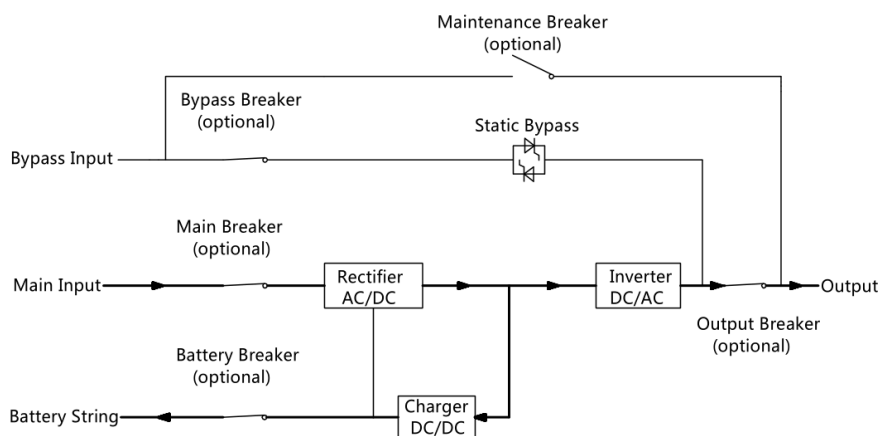 Maintenance Breaker
(optional)
Bypass Breaker
(optional)
Static Bypass
Bypass Input
Main Breaker
(optional)
Main Input
Rectifier
AC/DC
Inverter
DC/AC
Output
Output Breaker
(optional)
Battery Breaker
(optional)
Battery String
Charger
DC/DC